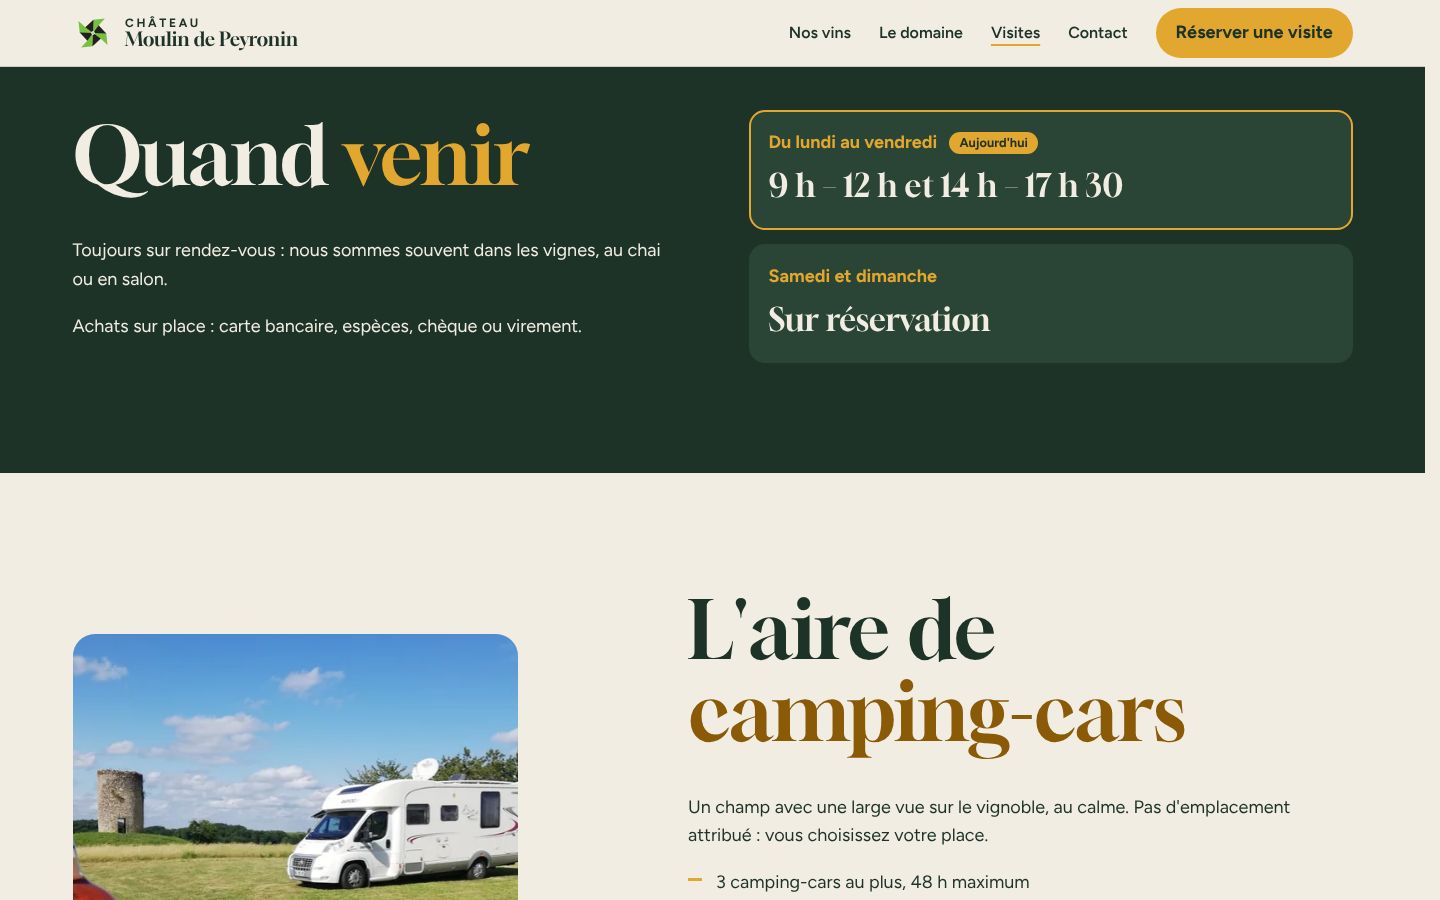 CHÂTEAU
Moulin de Peyronin
Nos vins
Le domaine
Visites
Contact
Réserver une visite
Quand venir
Toujours sur rendez-vous : nous sommes souvent dans les vignes, au chai
ou en salon.
Achats sur place : carte bancaire, espèces, chèque ou virement.
Du lundi au vendredi Aujourd'hui
9 h – 12 h et 14 h – 17 h 30
Samedi et dimanche
Sur réservation
L'aire de
camping-cars
Un champ avec une large vue sur le vignoble, au calme. Pas d'emplacement
attribué : vous choisissez votre place.
3 camping-cars au plus, 48 h maximum